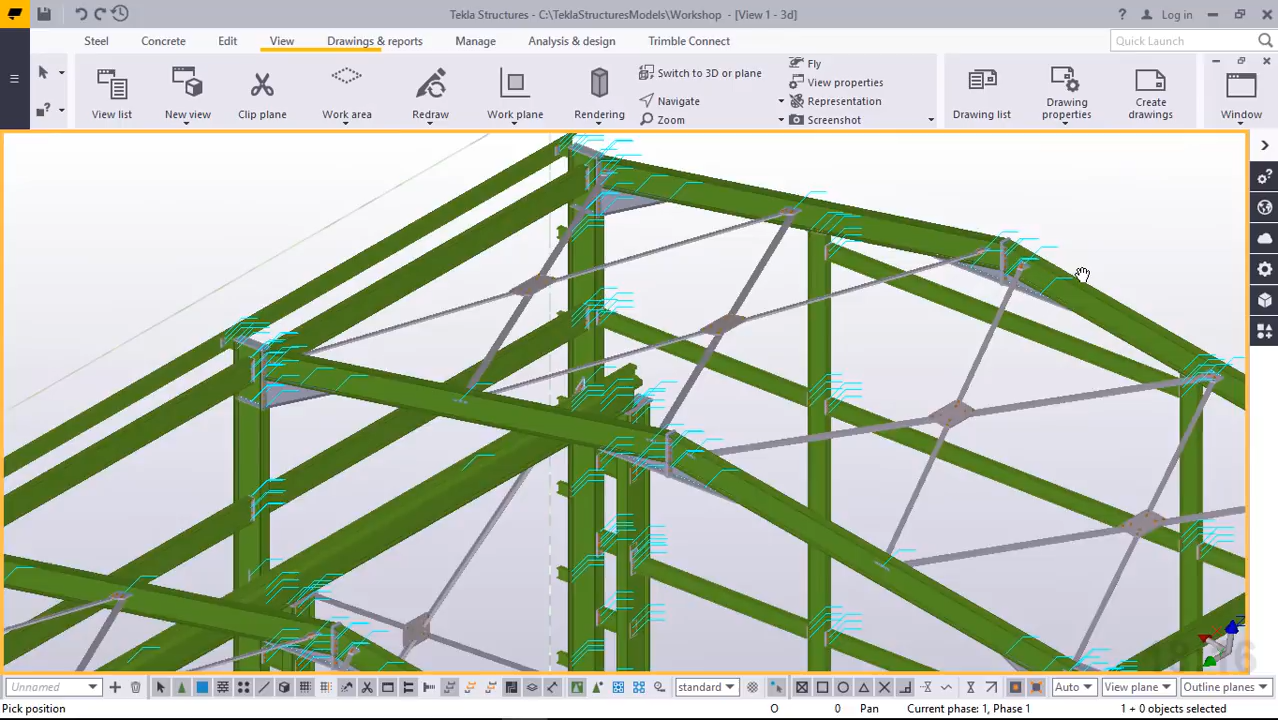 Tekla Structures - C:\TeklaStructuresModels\Workshop - [View 1 - 3d]
? Log in
Steel Concrete Edit View Drawings & reports Manage Analysis & design Trimble Connect Quick Launch
View list New view Clip plane Work area Redraw Work plane Rendering
Switch to 3D or plane
Navigate
Zoom
Fly
View properties
Representation
Screenshot
Drawing list
Drawing properties
Create drawings
Window
Unnamed standard Auto View plane Outline planes
Pick position O 0 Pan Current phase: 1, Phase 1 1 + 0 objects selected